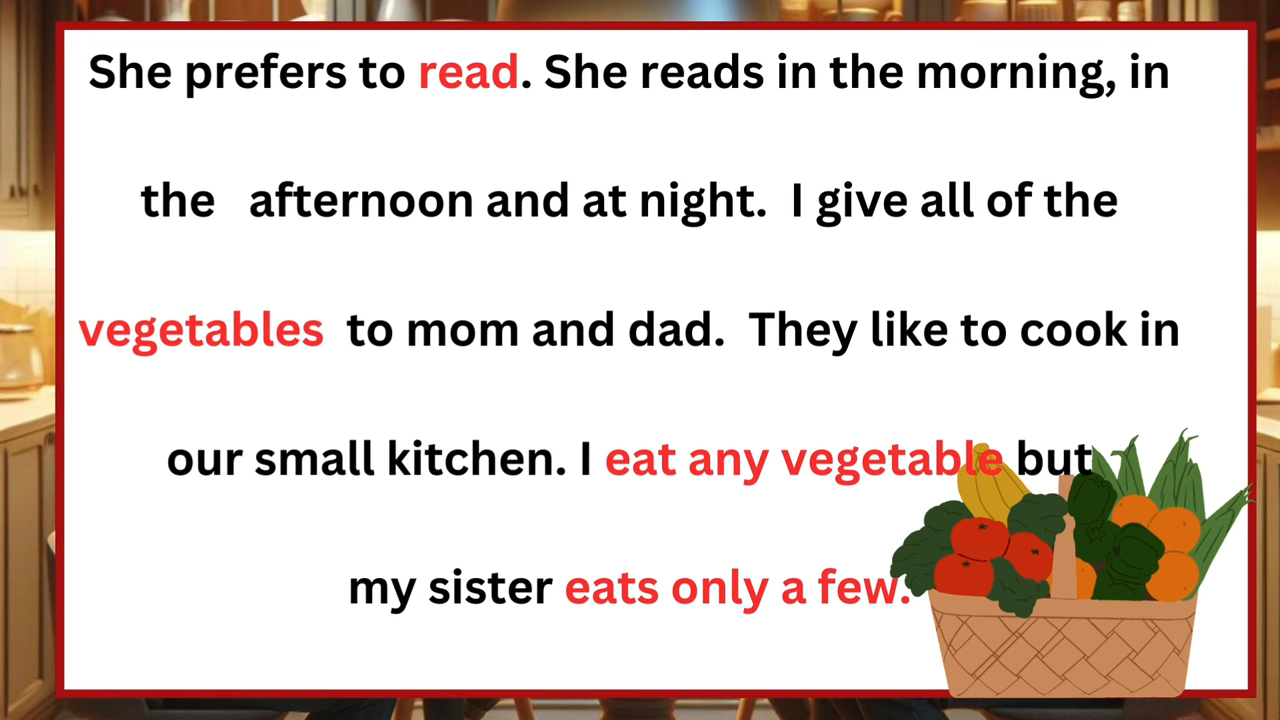 She prefers to read. She reads in the morning, in
the afternoon and at night. I give all of the
vegetables to mom and dad. They like to cook in
our small kitchen. I eat any vegetable but
my sister eats only a few.